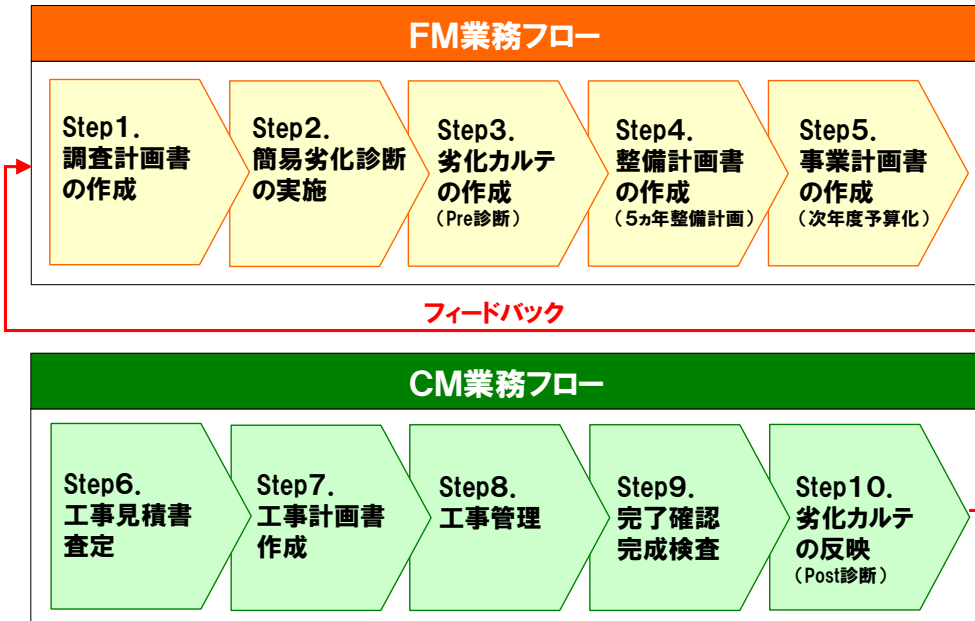 FM業務フロー
Step1.
調査計画書
の作成
Step2.
簡易劣化診断
の実施
Step3.
劣化カルテ
の作成
(Pre診断)
Step4.
整備計画書
の作成
(5ヵ年整備計画)
Step5.
事業計画書
の作成
(次年度予算化)
フィードバック
CM業務フロー
Step6.
工事見積書
査定
Step7.
工事計画書
作成
Step8.
工事管理
Step9.
完了確認
完成検査
Step10.
劣化カルテ
の反映
(Post診断)